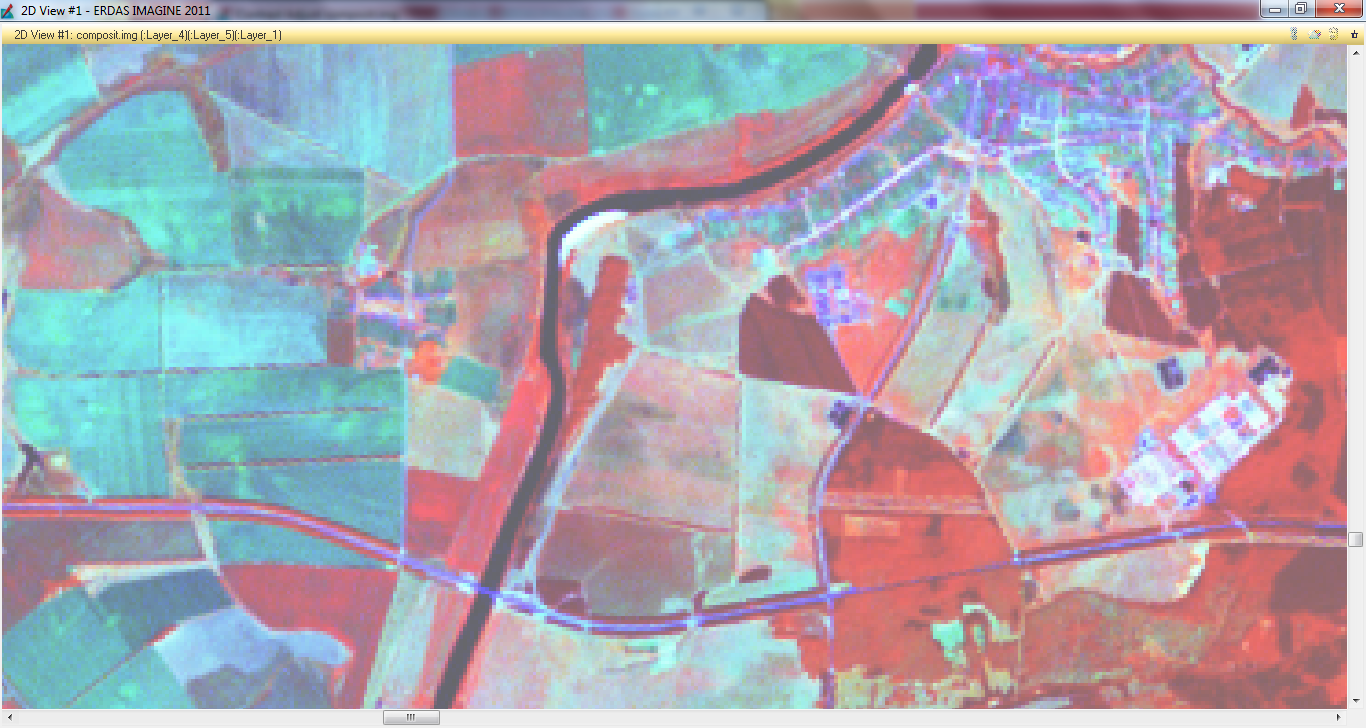 2D View #1 - ERDAS IMAGINE 2011
2D View #1: composit.img (:Layer_4)(:Layer_5)(:Layer_1)